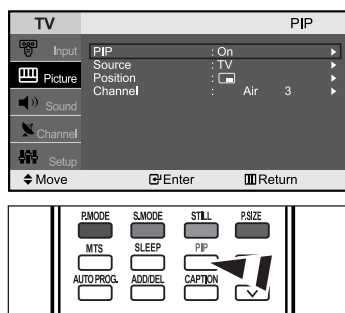 TV PIP
Input
Picture
Sound
Channel
Setup
PIP : On
Source : TV
Position :
Channel : Air 3
Move Enter Return
P.MODE S.MODE STILL P.SIZE
MTS SLEEP PIP
AUTO PROG. ADD/DEL CAPTION